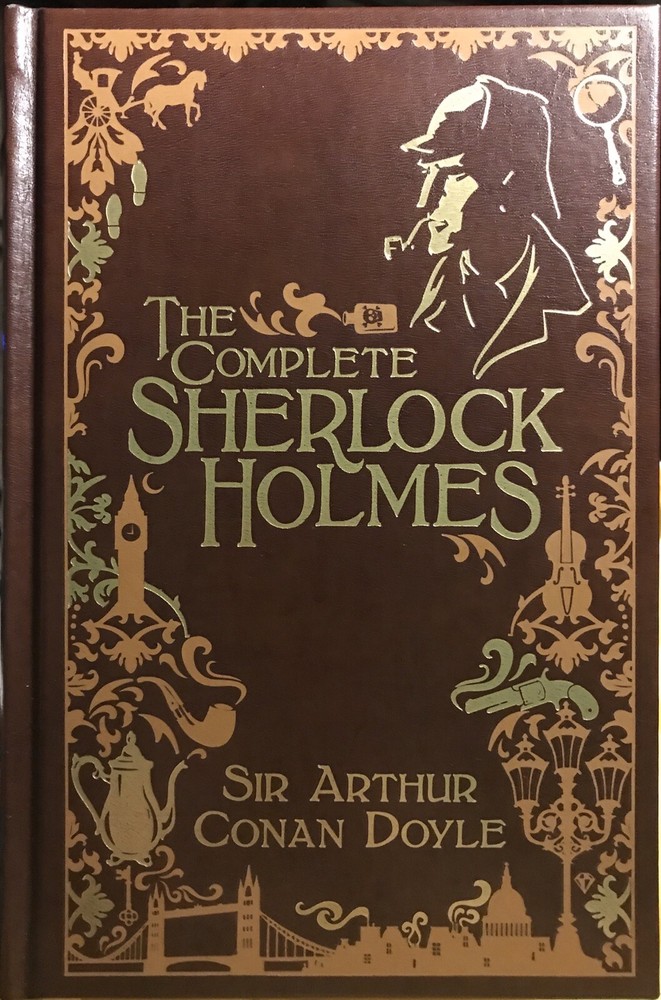 THE
COMPLETE
SHERLOCK
HOLMES
SIR ARTHUR
CONAN DOYLE